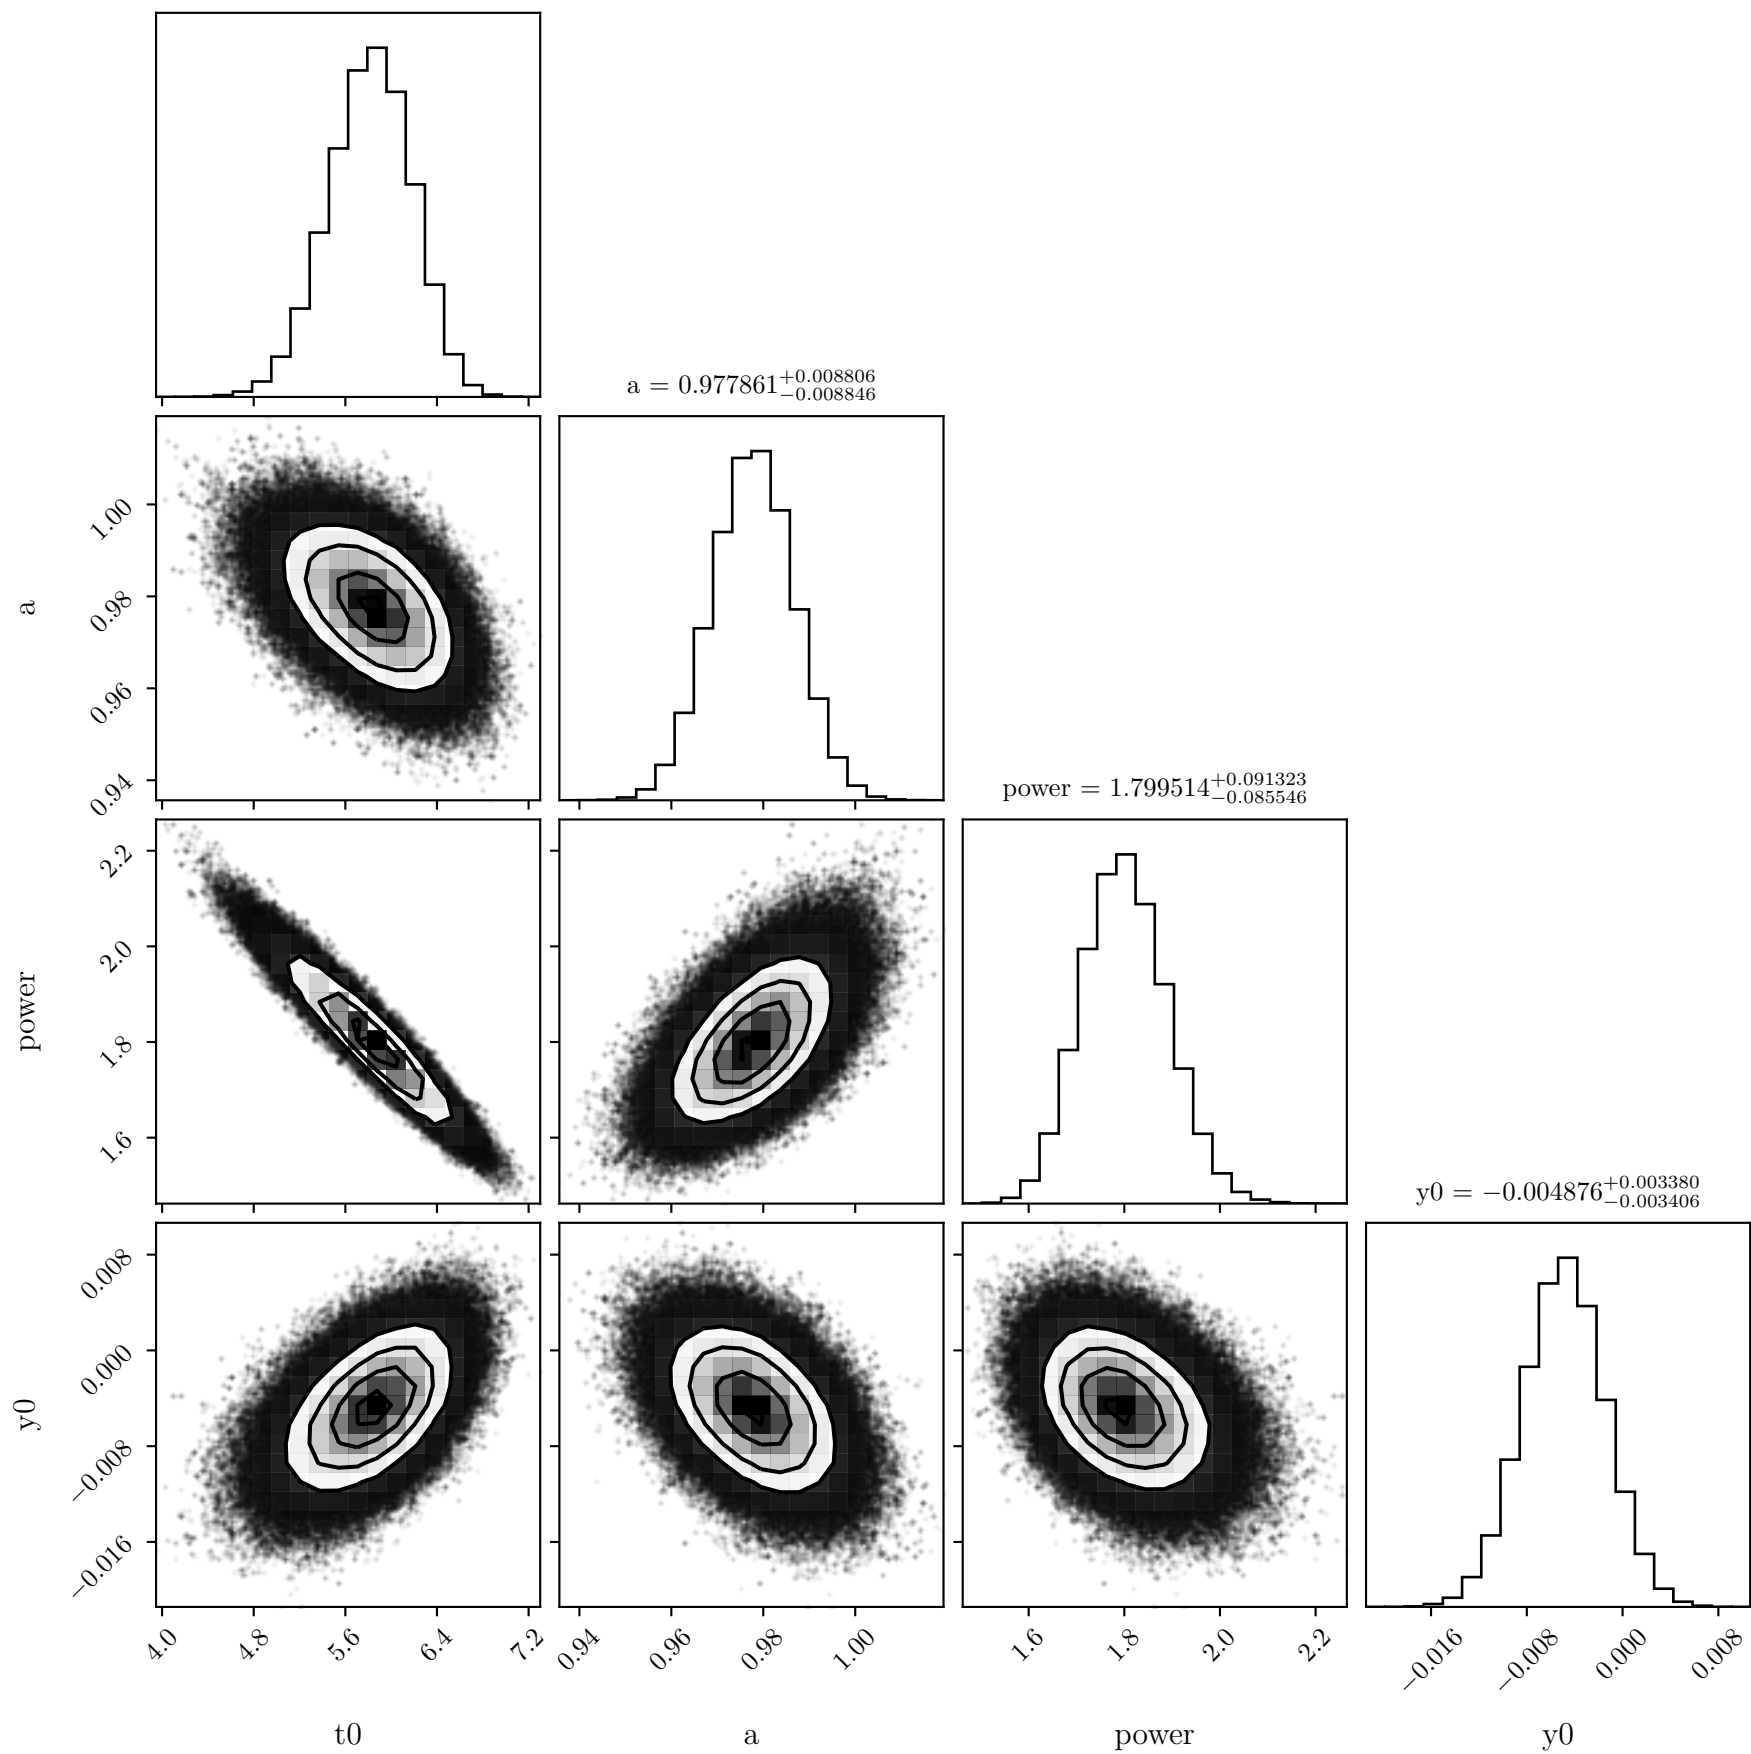 a = 0.977861+0.008806−0.008846
1.00
0.98
0.96
0.94
a
power = 1.799514+0.091323−0.085546
2.2
2.0
1.8
1.6
power
y0 = −0.004876+0.003380−0.003406
0.008
0.000
−0.008
−0.016
y0
4.0 4.8 5.6 6.4 7.2 0.94 0.96 0.98 1.00 1.6 1.8 2.0 2.2 −0.016 −0.008 0.000 0.008
t0 a power y0